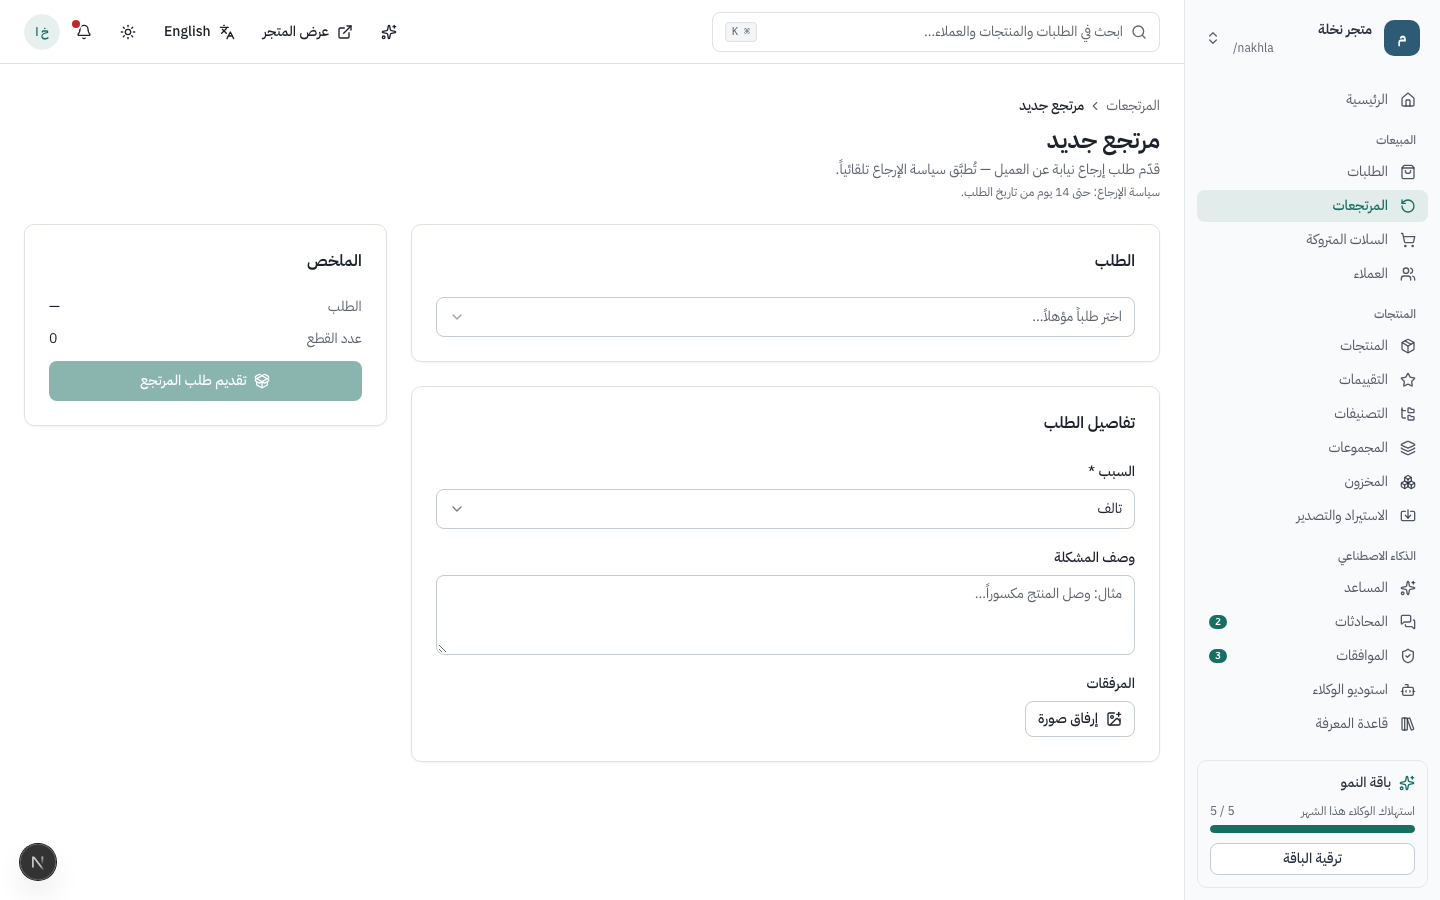 متجر نخلة
/nakhla
م
الرئيسية
المبيعات
الطلبات
المرتجعات
السلات المتروكة
العملاء
المنتجات
المنتجات
التقييمات
التصنيفات
المجموعات
المخزون
الاستيراد والتصدير
الذكاء الاصطناعي
المساعد
المحادثات 2
الموافقات 3
استوديو الوكلاء
قاعدة المعرفة
باقة النمو
استهلاك الوكلاء هذا الشهر 5 / 5
ترقية الباقة
ابحث في الطلبات والمنتجات والعملاء...
⌘ K
عرض المتجر
English
خ ا
المرتجعات
مرتجع جديد
مرتجع جديد
قدّم طلب إرجاع نيابة عن العميل — تُطبَّق سياسة الإرجاع تلقائياً.
سياسة الإرجاع: حتى 14 يوم من تاريخ الطلب.
الطلب
اختر طلباً مؤهلاً...
تفاصيل الطلب
السبب *
تالف
وصف المشكلة
مثال: وصل المنتج مكسوراً...
المرفقات
إرفاق صورة
الملخص
الطلب —
عدد القطع 0
تقديم طلب المرتجع
N